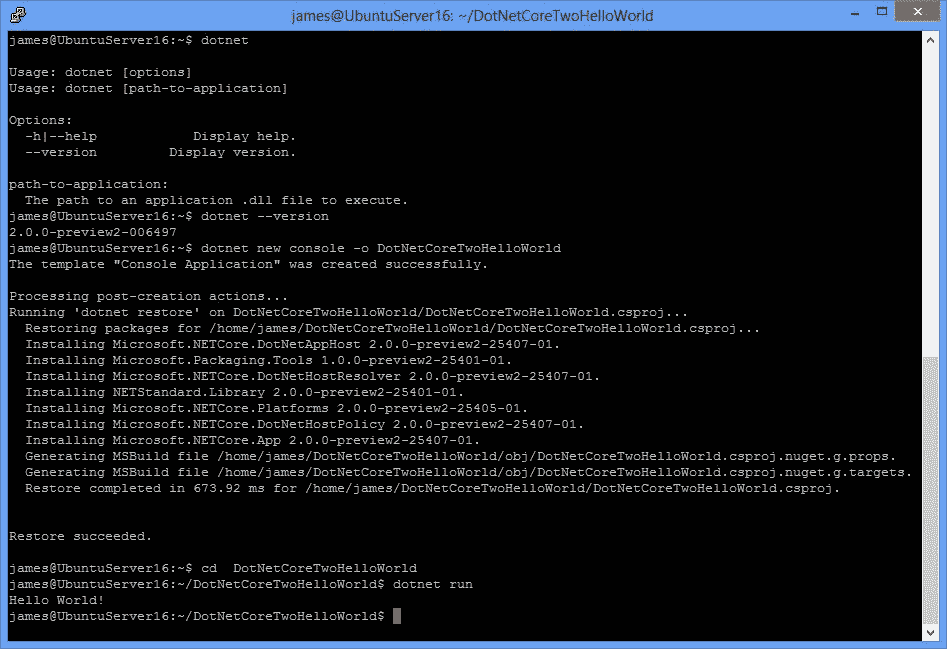 james@UbuntuServer16: ~/DotNetCoreTwoHelloWorld
james@UbuntuServer16:~$ dotnet
Usage: dotnet [options]
Usage: dotnet [path-to-application]
Options:
  -h|--help            Display help.
  --version         Display version.
path-to-application:
  The path to an application .dll file to execute.
james@UbuntuServer16:~$ dotnet --version
2.0.0-preview2-006497
james@UbuntuServer16:~$ dotnet new console -o DotNetCoreTwoHelloWorld
The template "Console Application" was created successfully.
Processing post-creation actions...
Running 'dotnet restore' on DotNetCoreTwoHelloWorld/DotNetCoreTwoHelloWorld.csproj...
  Restoring packages for /home/james/DotNetCoreTwoHelloWorld/DotNetCoreTwoHelloWorld.csproj...
  Installing Microsoft.NETCore.DotNetAppHost 2.0.0-preview2-25407-01.
  Installing Microsoft.Packaging.Tools 1.0.0-preview2-25401-01.
  Installing Microsoft.NETCore.DotNetHostResolver 2.0.0-preview2-25407-01.
  Installing NETStandard.Library 2.0.0-preview2-25401-01.
  Installing Microsoft.NETCore.Platforms 2.0.0-preview2-25405-01.
  Installing Microsoft.NETCore.DotNetHostPolicy 2.0.0-preview2-25407-01.
  Installing Microsoft.NETCore.App 2.0.0-preview2-25407-01.
  Generating MSBuild file /home/james/DotNetCoreTwoHelloWorld/obj/DotNetCoreTwoHelloWorld.csproj.nuget.g.props.
  Generating MSBuild file /home/james/DotNetCoreTwoHelloWorld/obj/DotNetCoreTwoHelloWorld.csproj.nuget.g.targets.
  Restore completed in 673.92 ms for /home/james/DotNetCoreTwoHelloWorld/DotNetCoreTwoHelloWorld.csproj.
Restore succeeded.
james@UbuntuServer16:~$ cd  DotNetCoreTwoHelloWorld
james@UbuntuServer16:~/DotNetCoreTwoHelloWorld$ dotnet run
Hello World!
james@UbuntuServer16:~/DotNetCoreTwoHelloWorld$